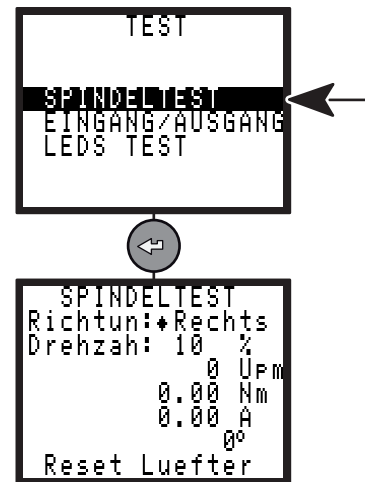 TEST
SPINDELTEST
EINGANG/AUSGANG
LEDS TEST
SPINDELTEST
Richtun:♦Rechts
Drehzah: 10 %
0 Upm
0.00 Nm
0.00 A
0°
Reset Luefter